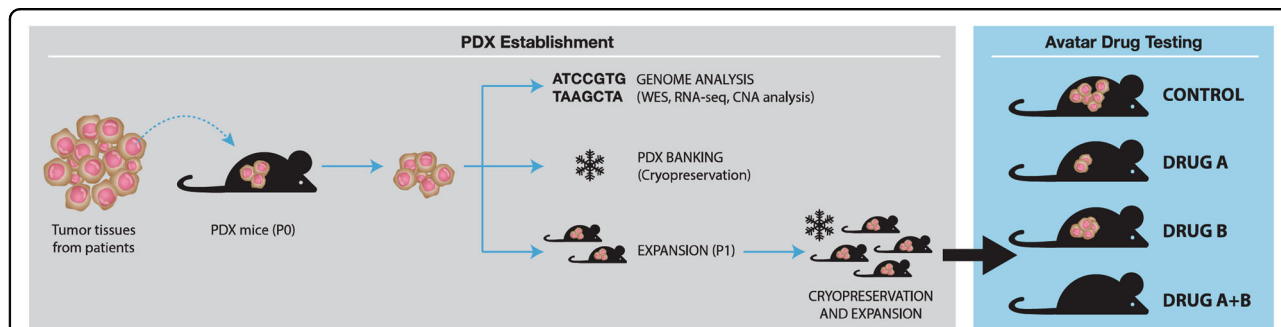 PDX Establishment
Avatar Drug Testing
Tumor tissues
from patients
PDX mice (P0)
ATCCGTG
TAAGCTA
GENOME ANALYSIS
(WES, RNA-seq, CNA analysis)
PDX BANKING
(Cryopreservation)
EXPANSION (P1)
CRYOPRESERVATION
AND EXPANSION
CONTROL
DRUG A
DRUG B
DRUG A+B